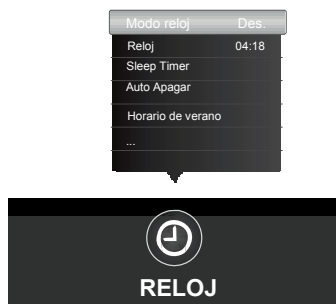 Modo reloj Des.
Reloj 04:18
Sleep Timer
Auto Apagar
Horario de verano
...
RELOJ